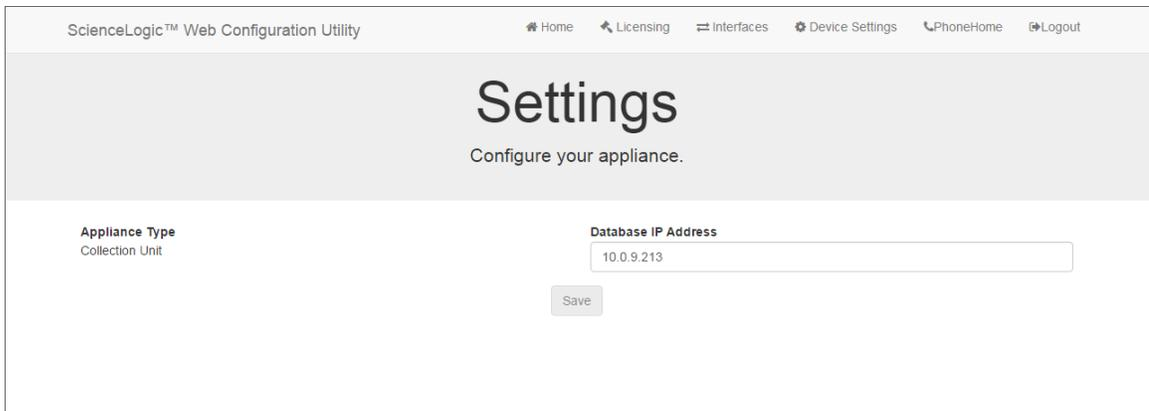 ScienceLogic™ Web Configuration Utility
Home Licensing Interfaces Device Settings PhoneHome Logout
Settings
Configure your appliance.
Appliance Type
Collection Unit
Database IP Address
10.0.9.213
Save